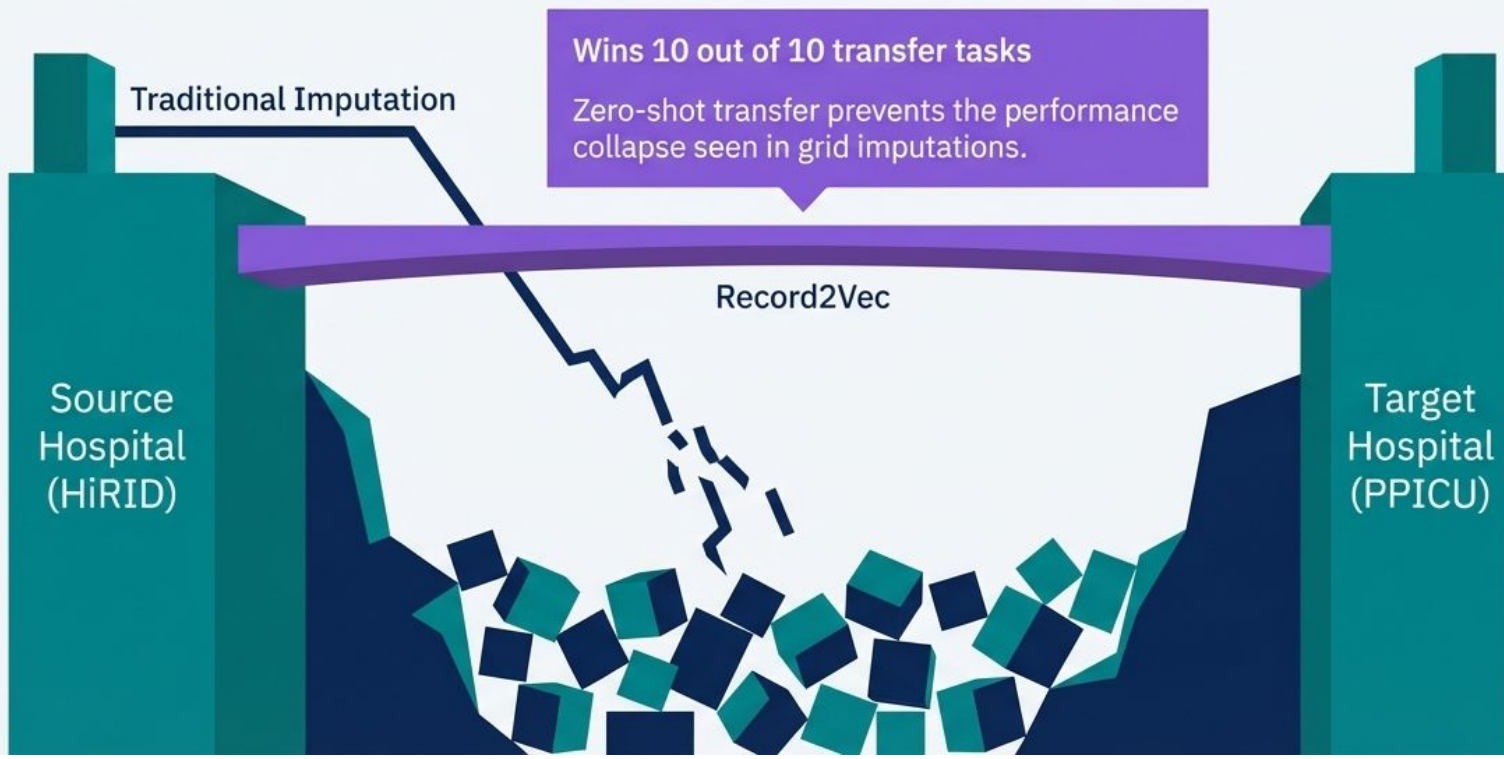 Wins 10 out of 10 transfer tasks
Zero-shot transfer prevents the performance
collapse seen in grid imputations.
Traditional Imputation
Record2Vec
Source
Hospital
(HiRID)
Target
Hospital
(PPICU)